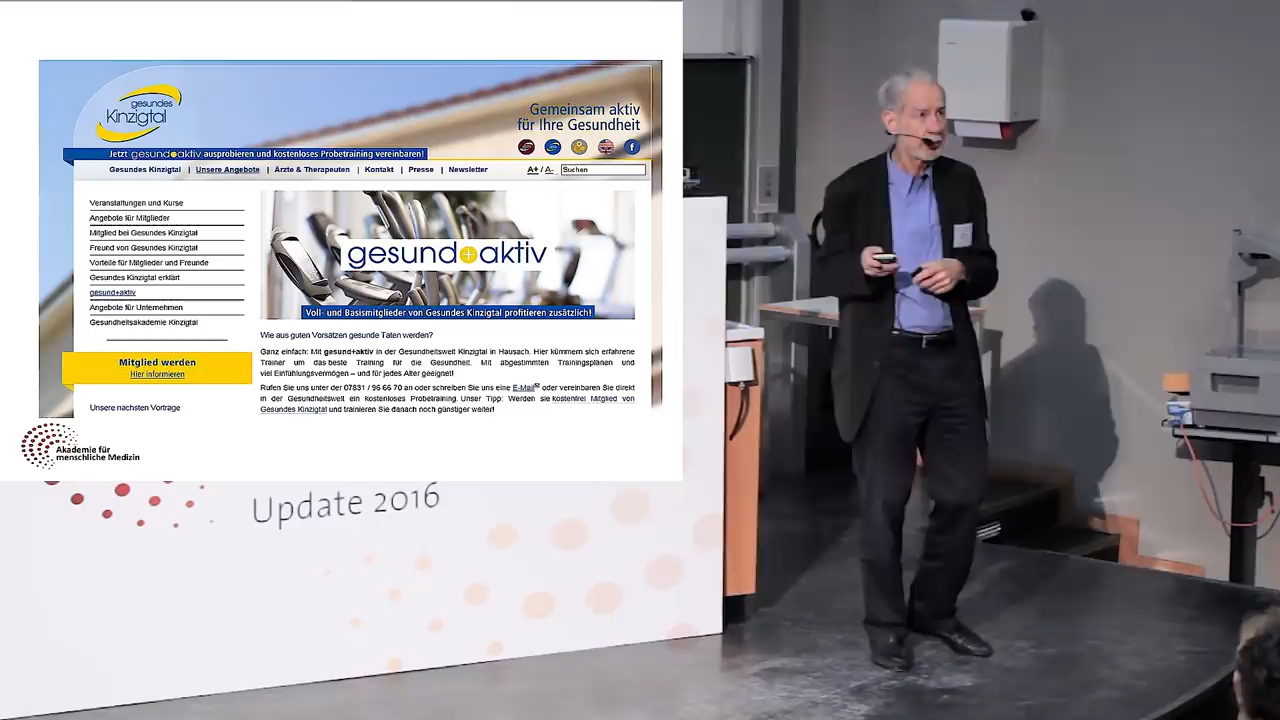 gesundes
Kinzigtal
Gemeinsam aktiv
für Ihre Gesundheit
Jetzt gesund+aktiv ausprobieren und kostenloses Probetraining vereinbaren!
Gesundes Kinzigtal | Unsere Angebote | Ärzte & Therapeuten | Kontakt | Presse | Newsletter
A+ / A- Suchen
Veranstaltungen und Kurse
Angebote für Mitglieder
Mitglied bei Gesundes Kinzigtal
Freund von Gesundes Kinzigtal
Vorteile für Mitglieder und Freunde
Gesundes Kinzigtal erklärt
gesund+aktiv
Angebote für Unternehmen
Gesundheitsakademie Kinzigtal
Mitglied werden
Hier informieren
Unsere nächsten Vorträge
gesund+aktiv
Voll- und Basismitglieder von Gesundes Kinzigtal profitieren zusätzlich!
Wie aus guten Vorsätzen gesunde Taten werden?
Ganz einfach: Mit gesund+aktiv in der Gesundheitswelt Kinzigtal in Hausach. Hier kümmern sich erfahrene
Trainer um das beste Training für die Gesundheit. Mit abgestimmten Trainingsplänen und
viel Einfühlungsvermögen – und für jedes Alter geeignet!
Rufen Sie uns unter der 07831 / 96 66 70 an oder schreiben Sie uns eine E-Mail oder vereinbaren Sie direkt
in der Gesundheitswelt ein kostenloses Probetraining. Unser Tipp: Werden sie kostenfrei Mitglied von
Gesundes Kinzigtal und trainieren Sie danach noch günstiger weiter!
Akademie für
menschliche Medizin
Update 2016